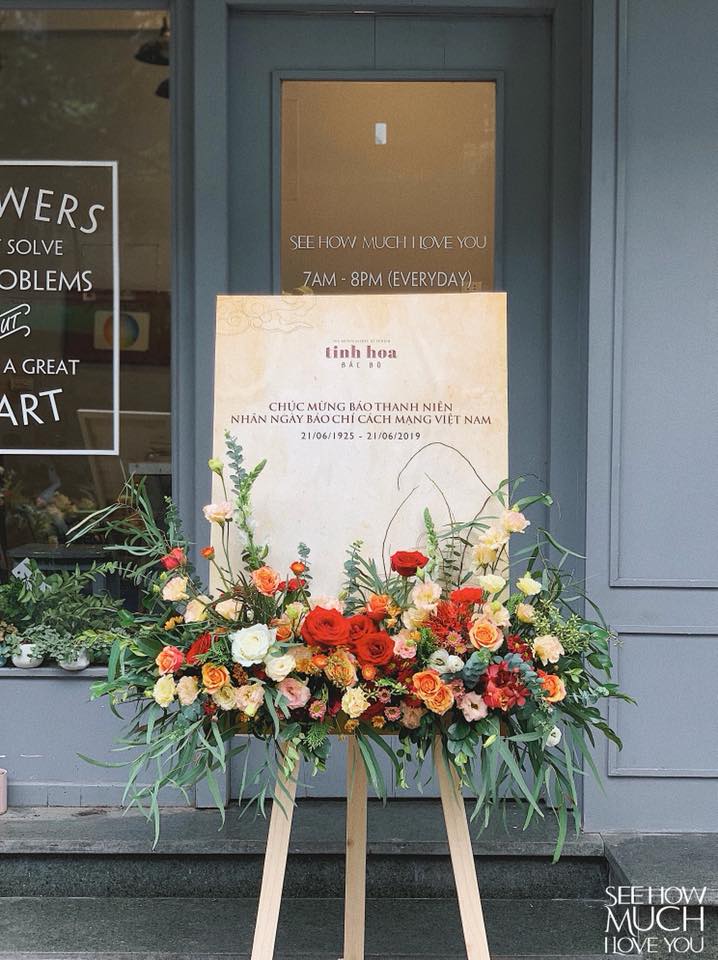 WERS
SOLVE
OBLEMS
A GREAT
ART
SEE HOW MUCH I LOVE YOU
7AM - 8PM (EVERYDAY)
tinh hoa
BẮC BỘ
CHÚC MỪNG BÁO THANH NIÊN
NHÂN NGÀY BÁO CHÍ CÁCH MẠNG VIỆT NAM
21/06/1925 - 21/06/2019
SEE HOW
MUCH
I LOVE YOU